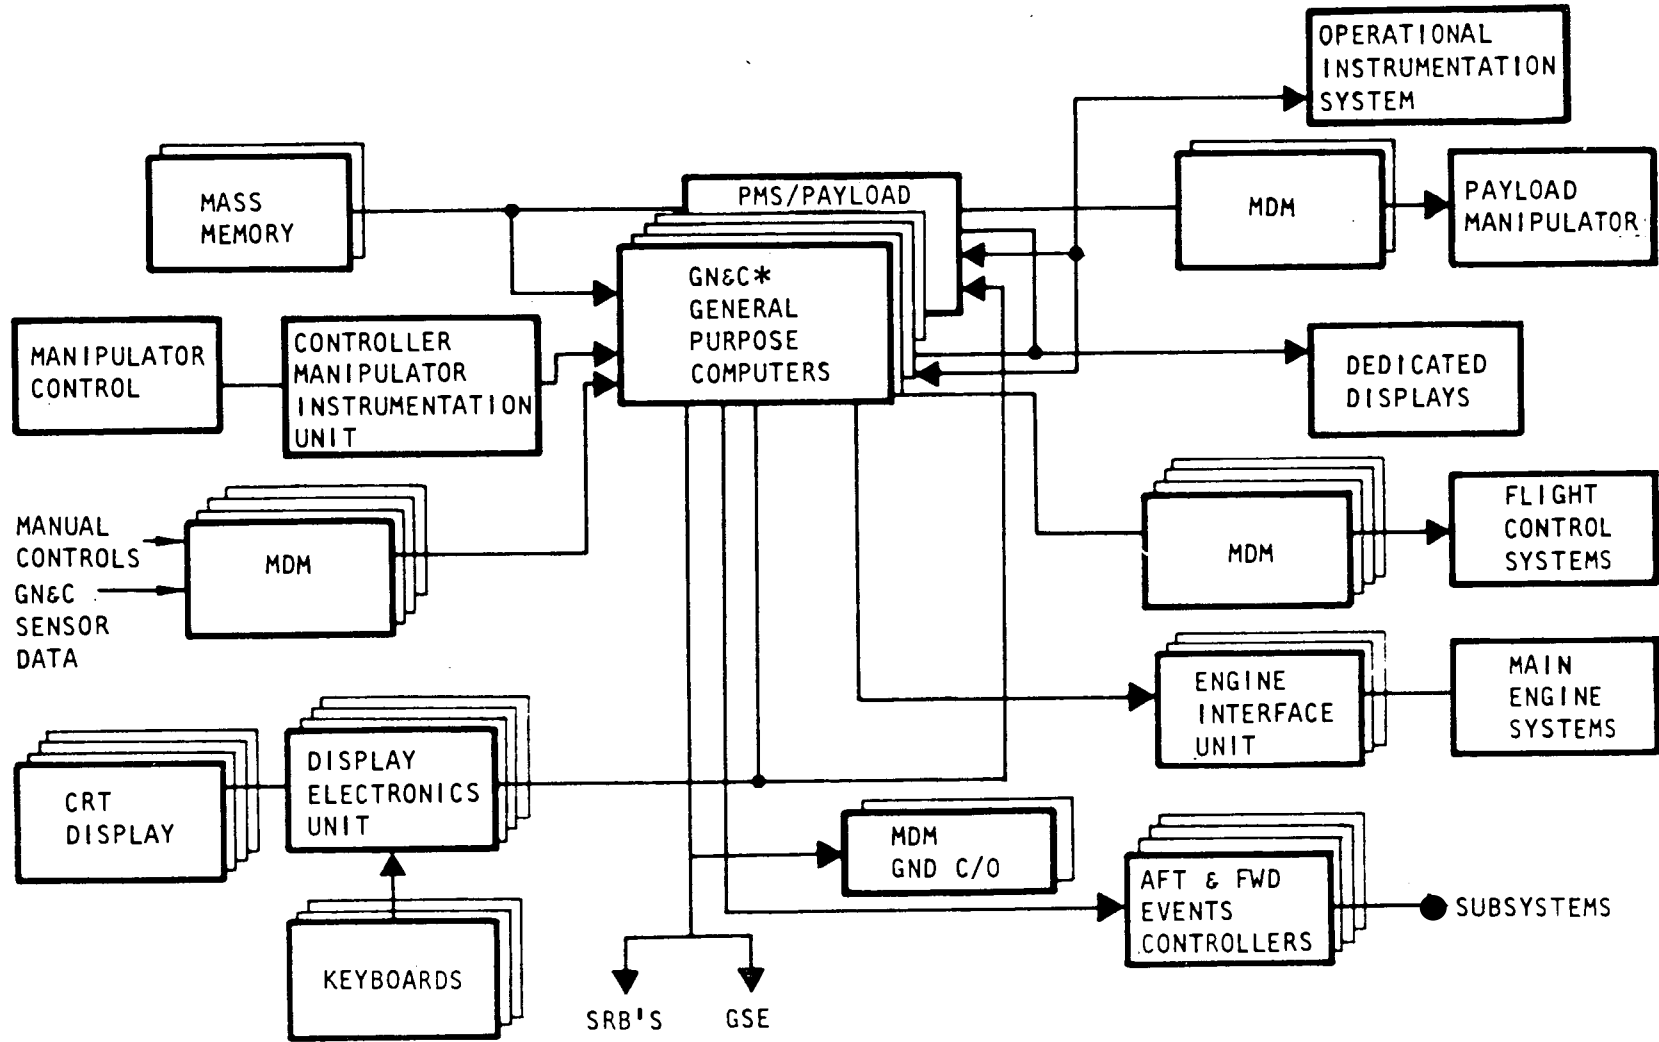 OPERATIONAL
INSTRUMENTATION
SYSTEM
MASS
MEMORY
PMS/PAYLOAD
MDM
PAYLOAD
MANIPULATOR
GN&C*
GENERAL
PURPOSE
COMPUTERS
MANIPULATOR
CONTROL
CONTROLLER
MANIPULATOR
INSTRUMENTATION
UNIT
DEDICATED
DISPLAYS
MANUAL
CONTROLS
GN&C
SENSOR
DATA
MDM
MDM
FLIGHT
CONTROL
SYSTEMS
ENGINE
INTERFACE
UNIT
MAIN
ENGINE
SYSTEMS
CRT
DISPLAY
DISPLAY
ELECTRONICS
UNIT
MDM
GND C/O
AFT & FWD
EVENTS
CONTROLLERS
SUBSYSTEMS
KEYBOARDS
SRB'S
GSE